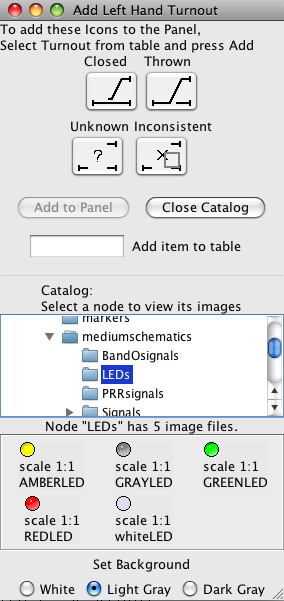 Add Left Hand Turnout
To add these Icons to the Panel,
Select Turnout from table and press Add
Closed Thrown
Unknown Inconsistent
?
Add to Panel Close Catalog
Add item to table
Catalog:
Select a node to view its images
markers
mediumschematics
BandOsignals
LEDs
PRRsignals
Signals
Node "LEDs" has 5 image files.
scale 1:1 scale 1:1 scale 1:1
AMBERLED GRAYLED GREENLED
scale 1:1 scale 1:1
REDLED whiteLED
Set Background
White Light Gray Dark Gray